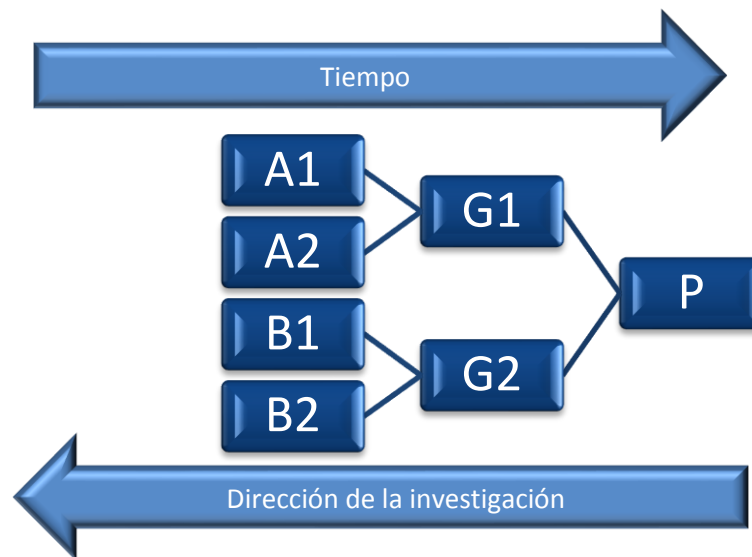 Tiempo
A1
A2
B1
B2
G1
G2
P
Dirección de la investigación